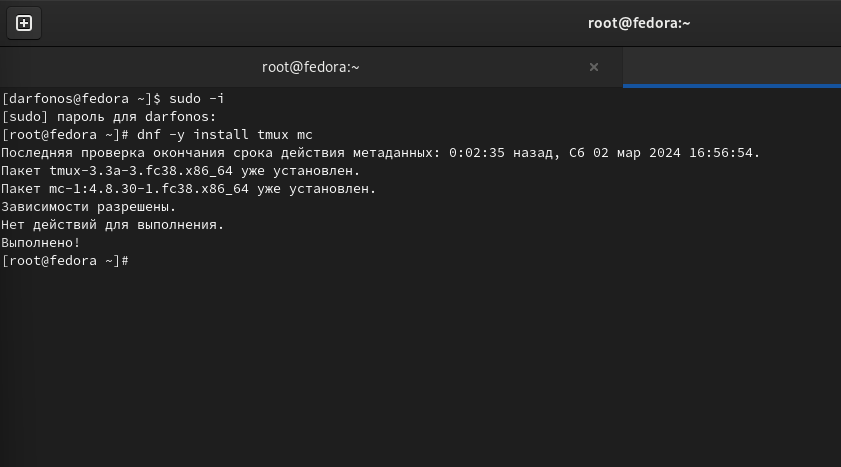 root@fedora:~
root@fedora:~
[darfonos@fedora ~]$ sudo -i
[sudo] пароль для darfonos:
[root@fedora ~]# dnf -y install tmux mc
Последняя проверка окончания срока действия метаданных: 0:02:35 назад, Сб 02 мар 2024 16:56:54.
Пакет tmux-3.3a-3.fc38.x86_64 уже установлен.
Пакет mc-1:4.8.30-1.fc38.x86_64 уже установлен.
Зависимости разрешены.
Нет действий для выполнения.
Выполнено!
[root@fedora ~]#